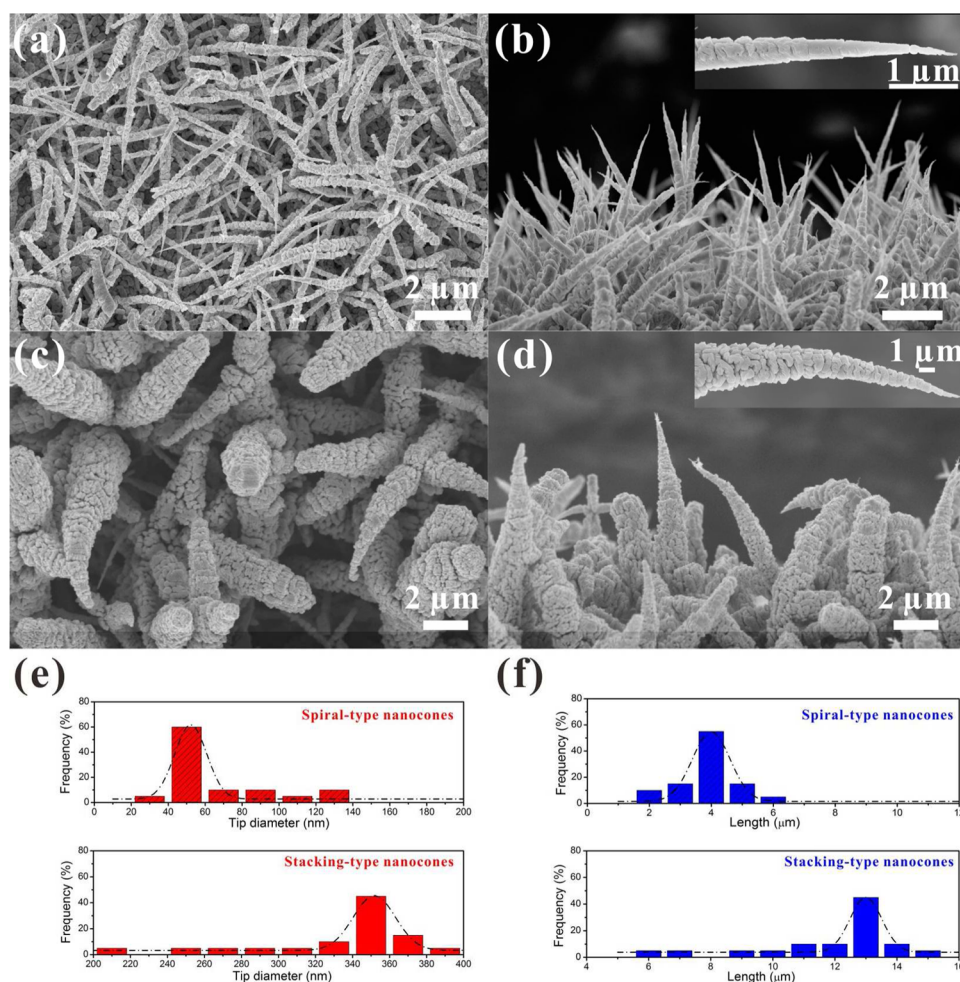 (a)
2 μm
(b)
1 μm
2 μm
(c)
2 μm
(d)
1 μm
2 μm
(e)
Spiral-type nanocones
Frequency (%)
80
60
40
20
0
0 20 40 60 80 100 120 140 160 180 200
Tip diameter (nm)
Stacking-type nanocones
Frequency (%)
80
60
40
20
0
200 220 240 260 280 300 320 340 360 380 400
Tip diameter (nm)
(f)
Spiral-type nanocones
Frequency (%)
80
60
40
20
0
0 2 4 6 8 10 12
Length (μm)
Stacking-type nanocones
Frequency (%)
80
60
40
20
0
4 6 8 10 12 14 16
Length (μm)